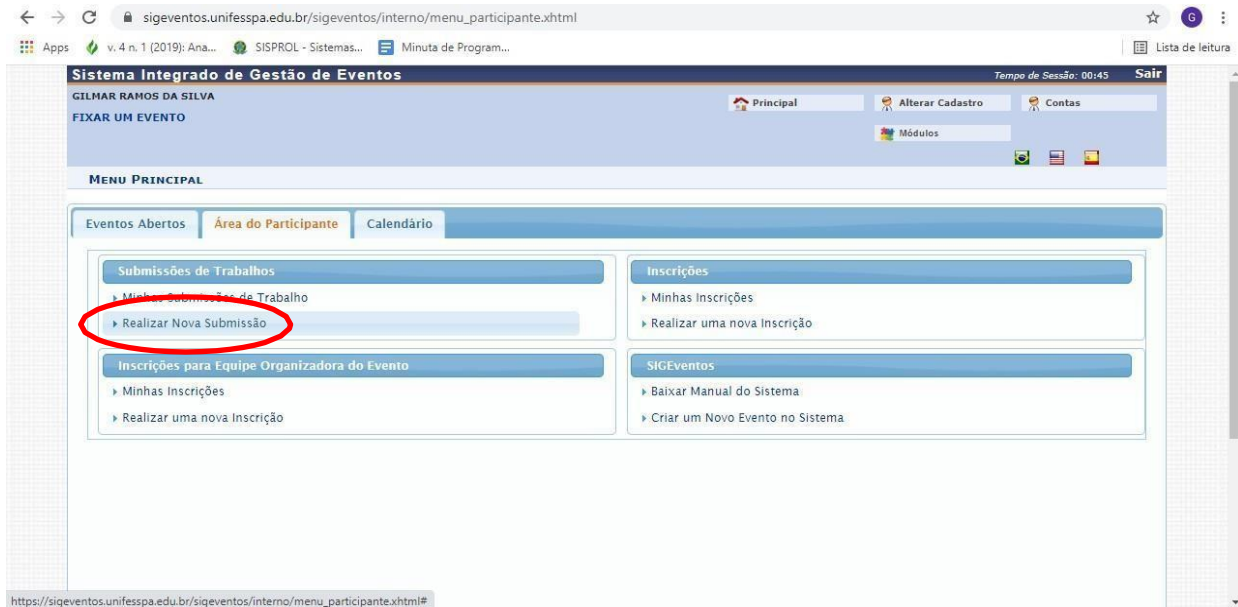 sigeventos.unifesspa.edu.br/sigeventos/interno/menu_participante.xhtml
G
Apps v. 4 n. 1 (2019): Ana... SISPROL - Sistemas... Minuta de Program... Lista de leitura
Sistema Integrado de Gestão de Eventos Tempo de Sessão: 00:45 Sair
GILMAR RAMOS DA SILVA
Principal Alterar Cadastro Contas
FIXAR UM EVENTO
Módulos
MENU PRINCIPAL
Eventos Abertos Área do Participante Calendário
Submissões de Trabalhos
Minhas Submissões de Trabalho
Realizar Nova Submissão
Inscrições
Minhas Inscrições
Realizar uma nova Inscrição
Inscrições para Equipe Organizadora do Evento
Minhas Inscrições
Realizar uma nova Inscrição
SIGEventos
Baixar Manual do Sistema
Criar um Novo Evento no Sistema
https://sigeventos.unifesspa.edu.br/sigeventos/interno/menu_participante.xhtml#